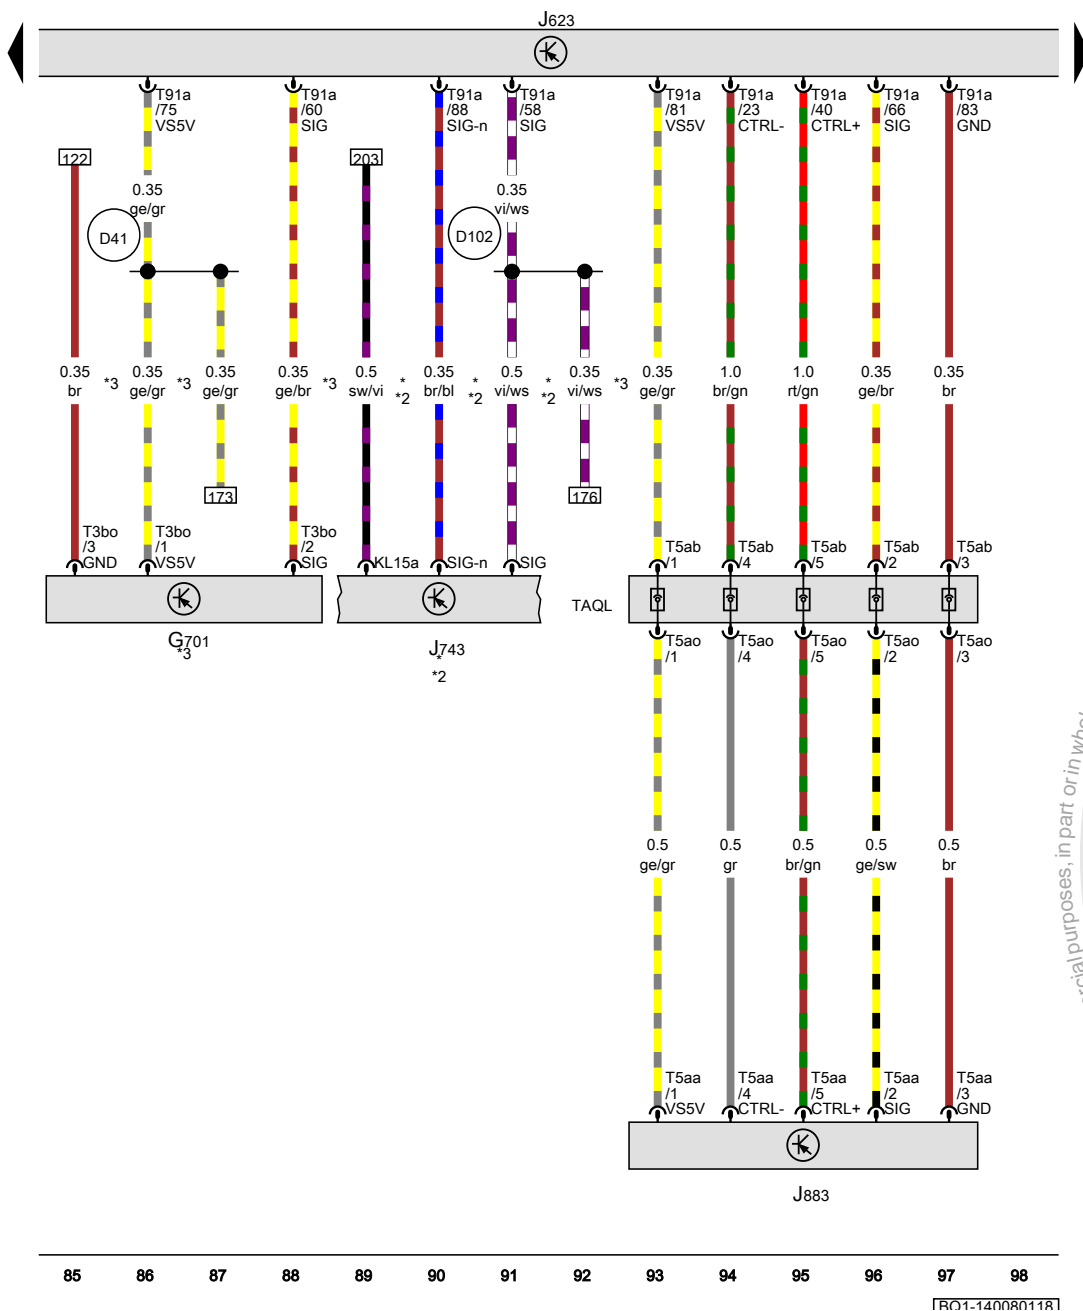 J623
T91a /75 VS5V
T91a /60 SIG
T91a /88 SIG-n
T91a /58 SIG
T91a /81 VS5V
T91a /23 CTRL-
T91a /40 CTRL+
T91a /66 SIG
T91a /83 GND
122
203
0.35 ge/gr
0.35 vi/ws
D41
D102
0.35 br
*3
0.35 ge/gr
*3
0.35 ge/gr
0.35 ge/br
*3
0.5 sw/vi
* *2
0.35 br/bl
* *2
0.5 vi/ws
* *2
0.35 vi/ws
*3
0.35 ge/gr
1.0 br/gn
1.0 rt/gn
0.35 ge/br
0.35 br
173
176
T3bo /3 GND
T3bo /1 VS5V
T3bo /2 SIG
KL15a
SIG-n
SIG
T5ab /1
T5ab /4
T5ab /5
T5ab /2
T5ab /3
TAQL
G701
*3
J743
*
*2
T5ao /1
T5ao /4
T5ao /5
T5ao /2
T5ao /3
0.5 ge/gr
0.5 gr
0.5 br/gn
0.5 ge/sw
0.5 br
T5aa /1 VS5V
T5aa /4 CTRL-
T5aa /5 CTRL+
T5aa /2 SIG
T5aa /3 GND
J883
85 86 87 88 89 90 91 92 93 94 95 96 97 98
BQ1-140080118
purposes, in part or in